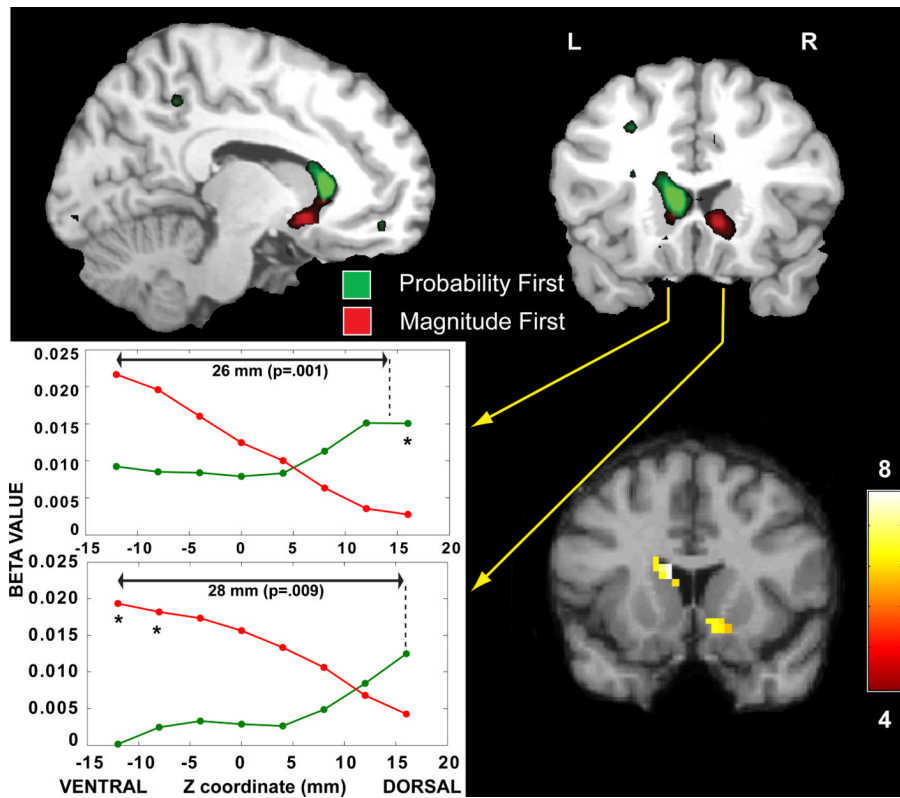 L R
Probability First
Magnitude First
0.025
0.020
0.015
0.010
0.005
0
26 mm (p=.001)
*
-15 -10 -5 0 5 10 15 20
BETA VALUE
0.020
0.015
0.010
0.005
0
28 mm (p=.009)
* *
-15 -10 -5 0 5 10 15 20
VENTRAL Z coordinate (mm) DORSAL
8
4